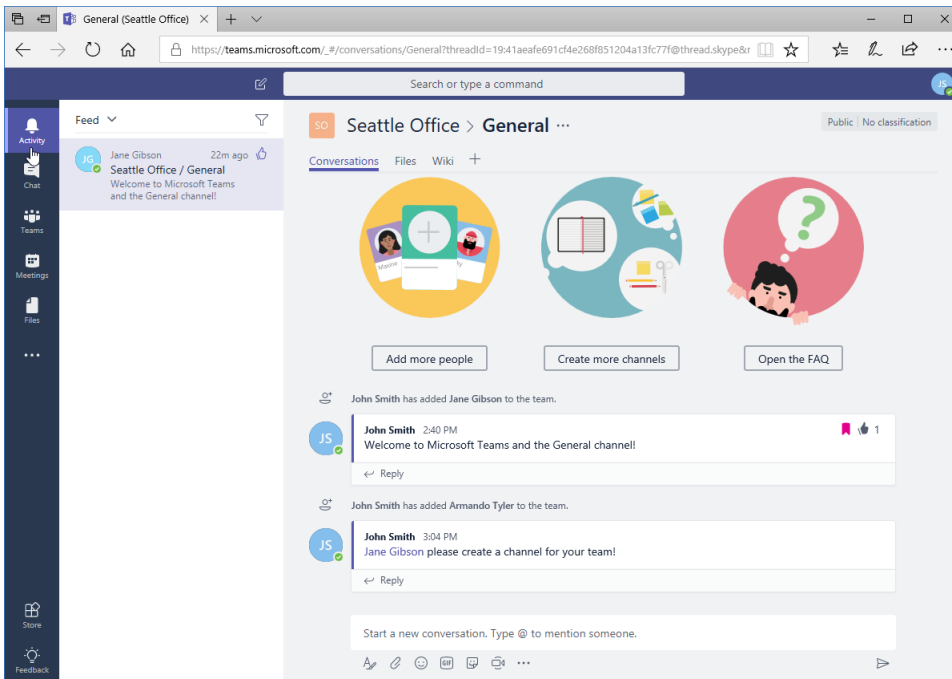 General (Seattle Office)
https://teams.microsoft.com/_#/conversations/General?threadId=19:41aeafe691cf4e268f851204a13fc77f@thread.skype&r
Search or type a command
JS
Activity
Chat
Teams
Meetings
Files
Store
Feedback
Feed
JG
Jane Gibson 22m ago
Seattle Office / General
Welcome to Microsoft Teams
and the General channel!
SO Seattle Office > General ···
Public | No classification
Conversations Files Wiki +
Maxine
Add more people
Create more channels
Open the FAQ
John Smith has added Jane Gibson to the team.
JS
John Smith 2:40 PM
1
Welcome to Microsoft Teams and the General channel!
Reply
John Smith has added Armando Tyler to the team.
JS
John Smith 3:04 PM
Jane Gibson please create a channel for your team!
Reply
Start a new conversation. Type @ to mention someone.
GIF